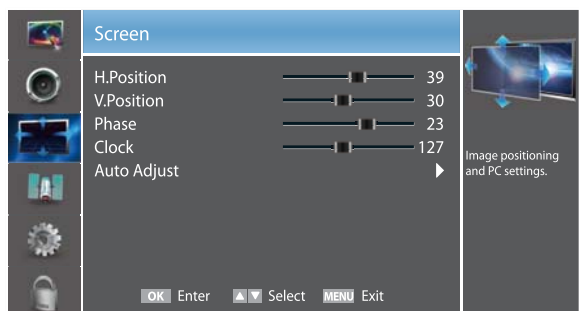 Screen
H.Position 39
V.Position 30
Phase 23
Clock 127
Auto Adjust
Image positioning
and PC settings.
OK Enter ▲ ▼ Select MENU Exit